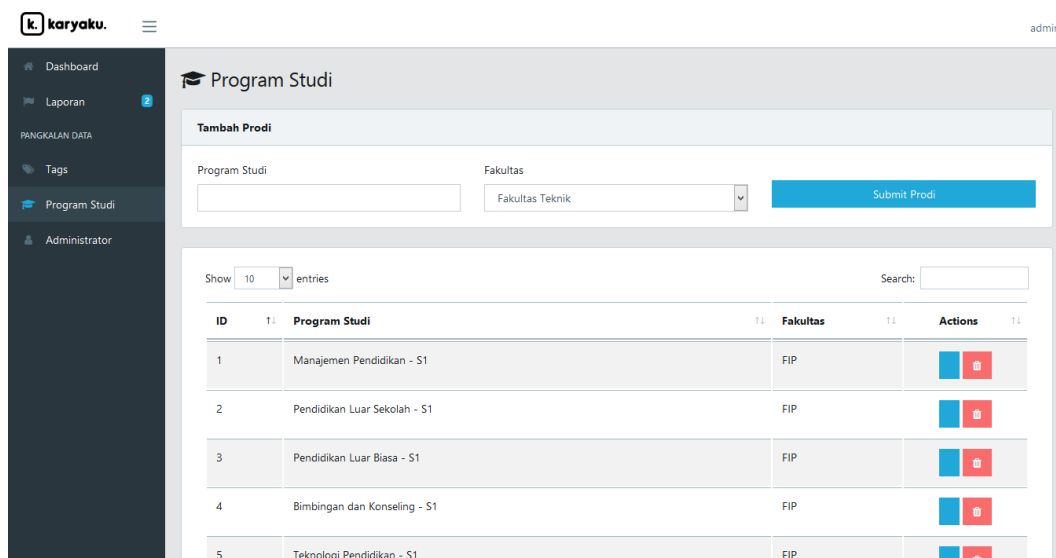 k. karyaku.
Dashboard
Laporan 2
PANGKALAN DATA
Tags
Program Studi
Administrator
Program Studi
Tambah Prodi
Program Studi Fakultas
Fakultas Teknik Submit Prodi
Show 10 entries Search:
ID Program Studi Fakultas Actions
1 Manajemen Pendidikan - S1 FIP
2 Pendidikan Luar Sekolah - S1 FIP
3 Pendidikan Luar Biasa - S1 FIP
4 Bimbingan dan Konseling - S1 FIP
5 Teknologi Pendidikan - S1 FIP